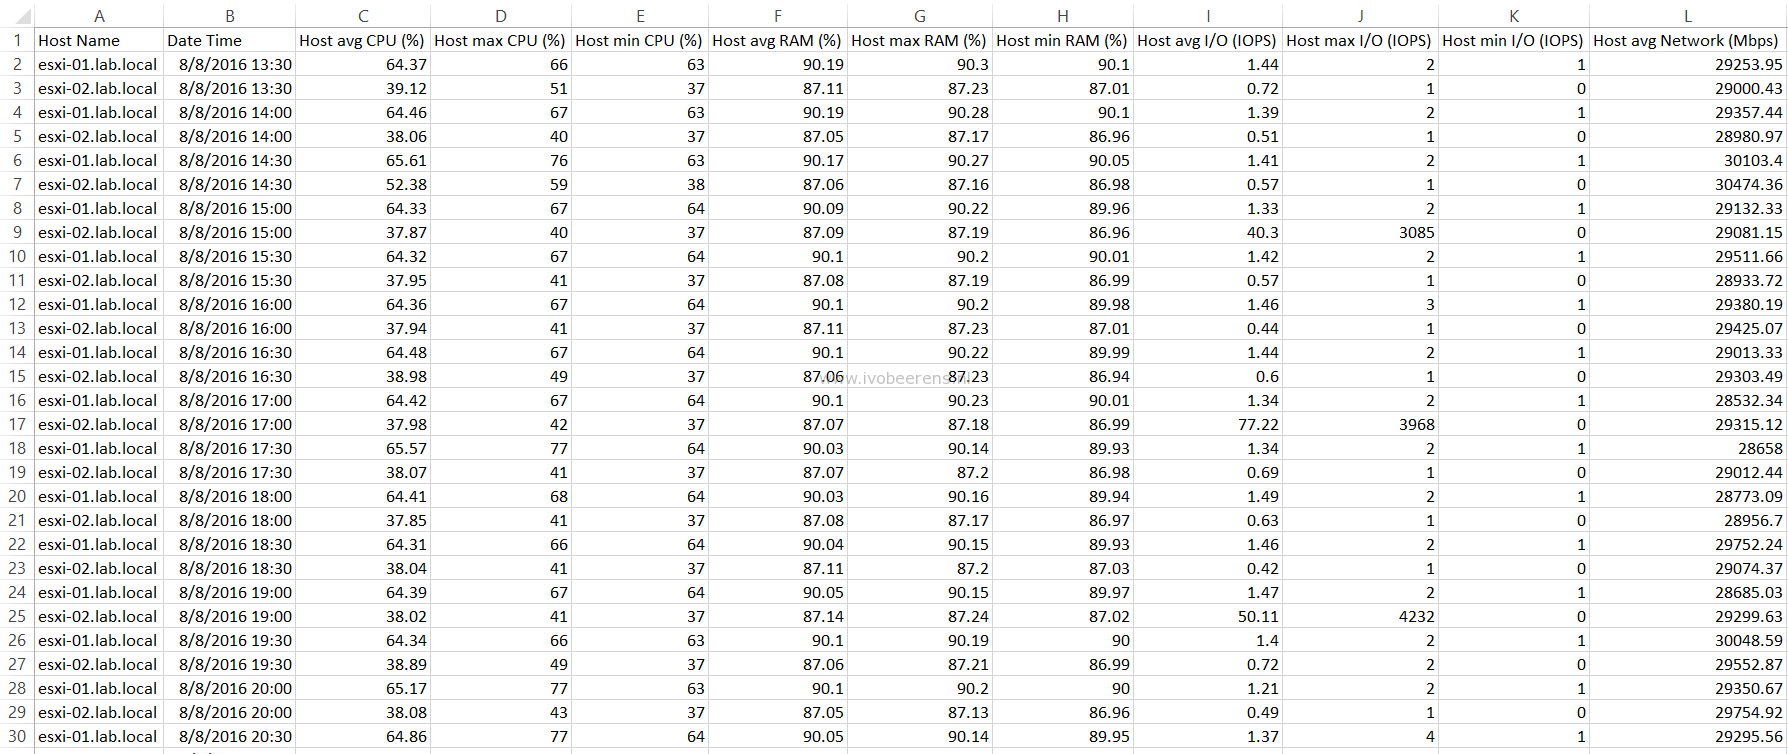 A B C D E F G H I J K L
1 Host Name Date Time Host avg CPU (%) Host max CPU (%) Host min CPU (%) Host avg RAM (%) Host max RAM (%) Host min RAM (%) Host avg I/O (IOPS) Host max I/O (IOPS) Host min I/O (IOPS) Host avg Network (Mbps)
2 esxi-01.lab.local 8/8/2016 13:30 64.37 66 63 90.19 90.3 90.1 1.44 2 1 29253.95
3 esxi-02.lab.local 8/8/2016 13:30 39.12 51 37 87.11 87.23 87.01 0.72 1 0 29000.43
4 esxi-01.lab.local 8/8/2016 14:00 64.46 67 63 90.19 90.28 90.1 1.39 2 1 29357.44
5 esxi-02.lab.local 8/8/2016 14:00 38.06 40 37 87.05 87.17 86.96 0.51 1 0 28980.97
6 esxi-01.lab.local 8/8/2016 14:30 65.61 76 63 90.17 90.27 90.05 1.41 2 1 30103.4
7 esxi-02.lab.local 8/8/2016 14:30 52.38 59 38 87.06 87.16 86.98 0.57 1 0 30474.36
8 esxi-01.lab.local 8/8/2016 15:00 64.33 67 64 90.09 90.22 89.96 1.33 2 1 29132.33
9 esxi-02.lab.local 8/8/2016 15:00 37.87 40 37 87.09 87.19 86.96 40.3 3085 0 29081.15
10 esxi-01.lab.local 8/8/2016 15:30 64.32 67 64 90.1 90.2 90.01 1.42 2 1 29511.66
11 esxi-02.lab.local 8/8/2016 15:30 37.95 41 37 87.08 87.19 86.99 0.57 1 0 28933.72
12 esxi-01.lab.local 8/8/2016 16:00 64.36 67 64 90.1 90.2 89.98 1.46 3 1 29380.19
13 esxi-02.lab.local 8/8/2016 16:00 37.94 41 37 87.11 87.23 87.01 0.44 1 0 29425.07
14 esxi-01.lab.local 8/8/2016 16:30 64.48 67 64 90.1 90.22 89.99 1.44 2 1 29013.33
15 esxi-02.lab.local 8/8/2016 16:30 38.98 49 37 87.06 87.23 86.94 0.6 1 0 29303.49
www.ivobeerens.nl
16 esxi-01.lab.local 8/8/2016 17:00 64.42 67 64 90.1 90.23 90.01 1.34 2 1 28532.34
17 esxi-02.lab.local 8/8/2016 17:00 37.98 42 37 87.07 87.18 86.99 77.22 3968 0 29315.12
18 esxi-01.lab.local 8/8/2016 17:30 65.57 77 64 90.03 90.14 89.93 1.34 2 1 28658
19 esxi-02.lab.local 8/8/2016 17:30 38.07 41 37 87.07 87.2 86.98 0.69 1 0 29012.44
20 esxi-01.lab.local 8/8/2016 18:00 64.41 68 64 90.03 90.16 89.94 1.49 2 1 28773.09
21 esxi-02.lab.local 8/8/2016 18:00 37.85 41 37 87.08 87.17 86.97 0.63 1 0 28956.7
22 esxi-01.lab.local 8/8/2016 18:30 64.31 66 64 90.04 90.15 89.93 1.46 2 1 29752.24
23 esxi-02.lab.local 8/8/2016 18:30 38.04 41 37 87.11 87.2 87.03 0.42 1 0 29074.37
24 esxi-01.lab.local 8/8/2016 19:00 64.39 67 64 90.05 90.15 89.97 1.47 2 1 28685.03
25 esxi-02.lab.local 8/8/2016 19:00 38.02 41 37 87.14 87.24 87.02 50.11 4232 0 29299.63
26 esxi-01.lab.local 8/8/2016 19:30 64.34 66 63 90.1 90.19 90 1.4 2 1 30048.59
27 esxi-02.lab.local 8/8/2016 19:30 38.89 49 37 87.06 87.21 86.99 0.72 2 0 29552.87
28 esxi-01.lab.local 8/8/2016 20:00 65.17 77 63 90.1 90.2 90 1.21 2 1 29350.67
29 esxi-02.lab.local 8/8/2016 20:00 38.08 43 37 87.05 87.13 86.96 0.49 1 0 29754.92
30 esxi-01.lab.local 8/8/2016 20:30 64.86 77 64 90.05 90.14 89.95 1.37 4 1 29295.56